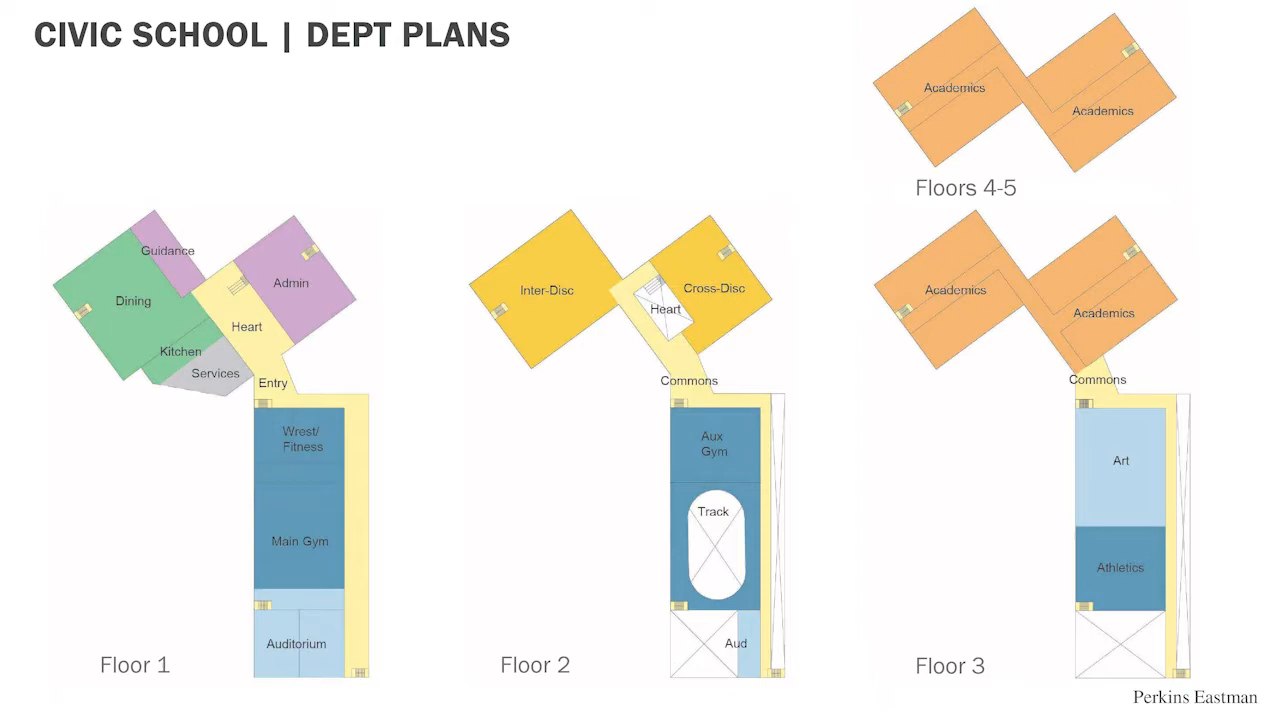 CIVIC SCHOOL | DEPT PLANS
Academics
Academics
Floors 4-5
Guidance
Dining
Admin
Heart
Kitchen
Services
Entry
Wrest/
Fitness
Main Gym
Auditorium
Floor 1
Inter-Disc
Cross-Disc
Heart
Commons
Aux
Gym
Track
Aud
Floor 2
Academics
Academics
Commons
Art
Athletics
Floor 3
Perkins Eastman